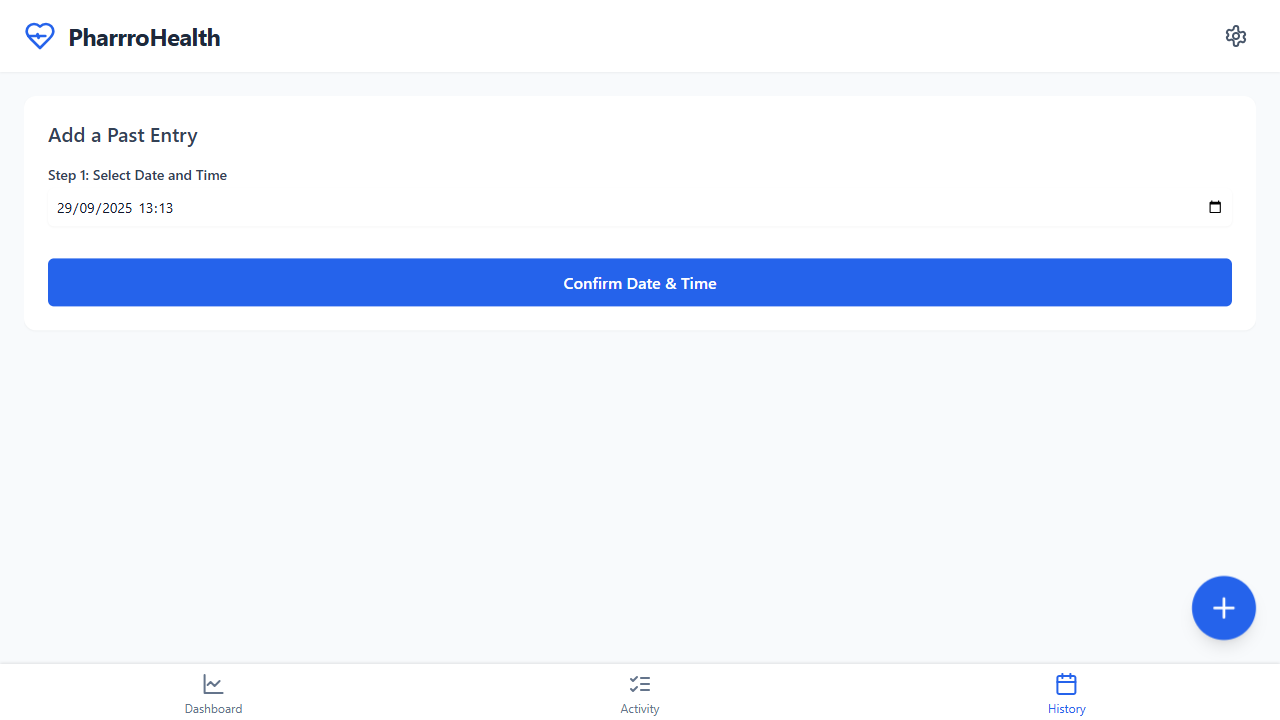 PharrroHealth
Add a Past Entry
Step 1: Select Date and Time
29/09/2025 13:13
Confirm Date & Time
Dashboard
Activity
History